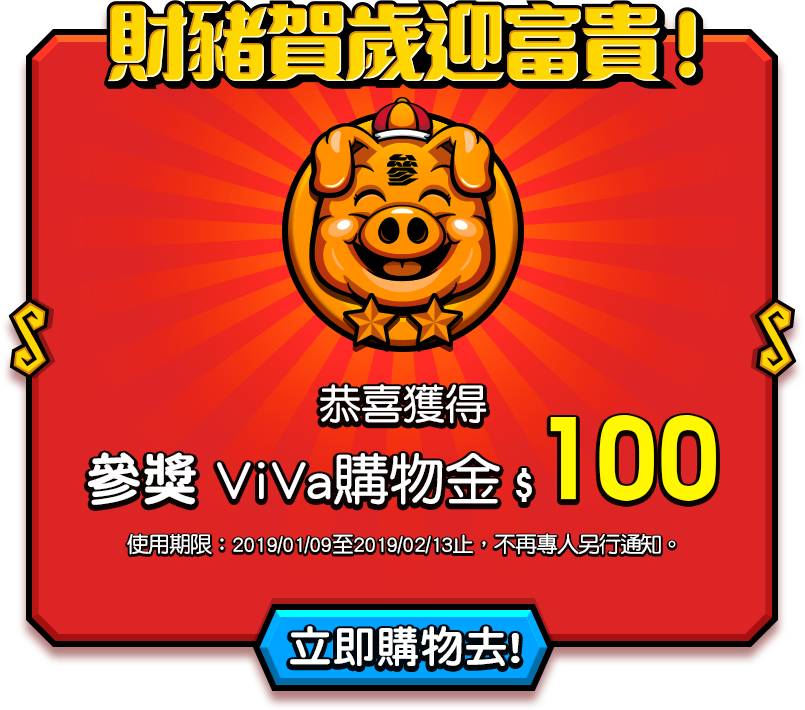 財豬賀歲迎富貴!
參
恭喜獲得
參獎 ViVa購物金 $100
使用期限：2019/01/09至2019/02/13止，不再專人另行通知。
立即購物去!